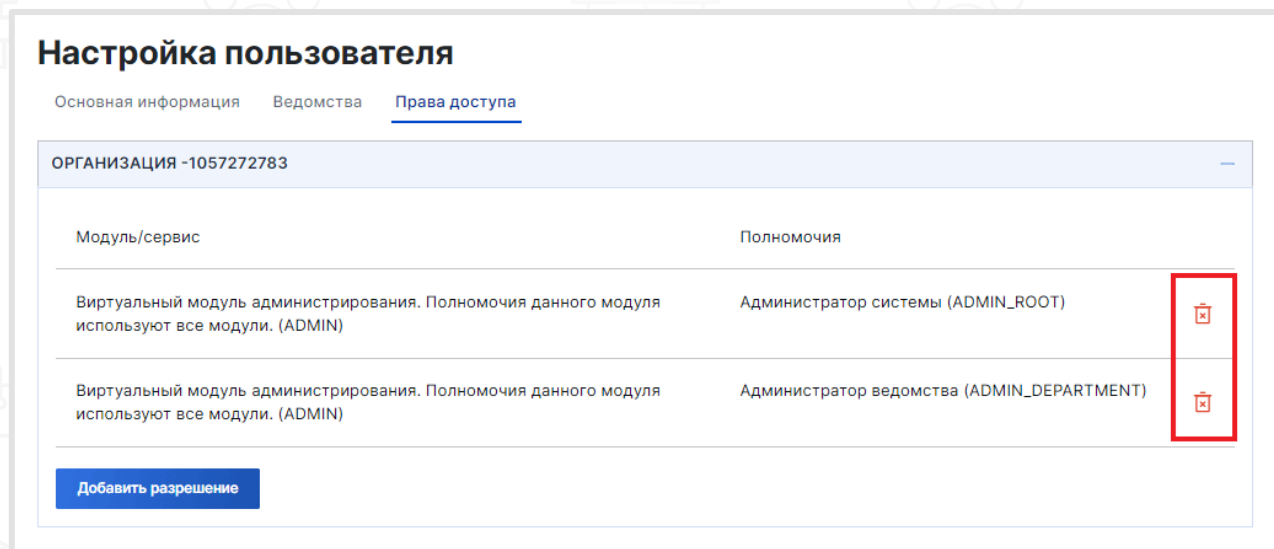 Настройка пользователя
Основная информация Ведомства Права доступа
ОРГАНИЗАЦИЯ -1057272783
Модуль/сервис Полномочия
Виртуальный модуль администрирования. Полномочия данного модуля Администратор системы (ADMIN_ROOT)
используют все модули. (ADMIN)
Виртуальный модуль администрирования. Полномочия данного модуля Администратор ведомства (ADMIN_DEPARTMENT)
используют все модули. (ADMIN)
Добавить разрешение